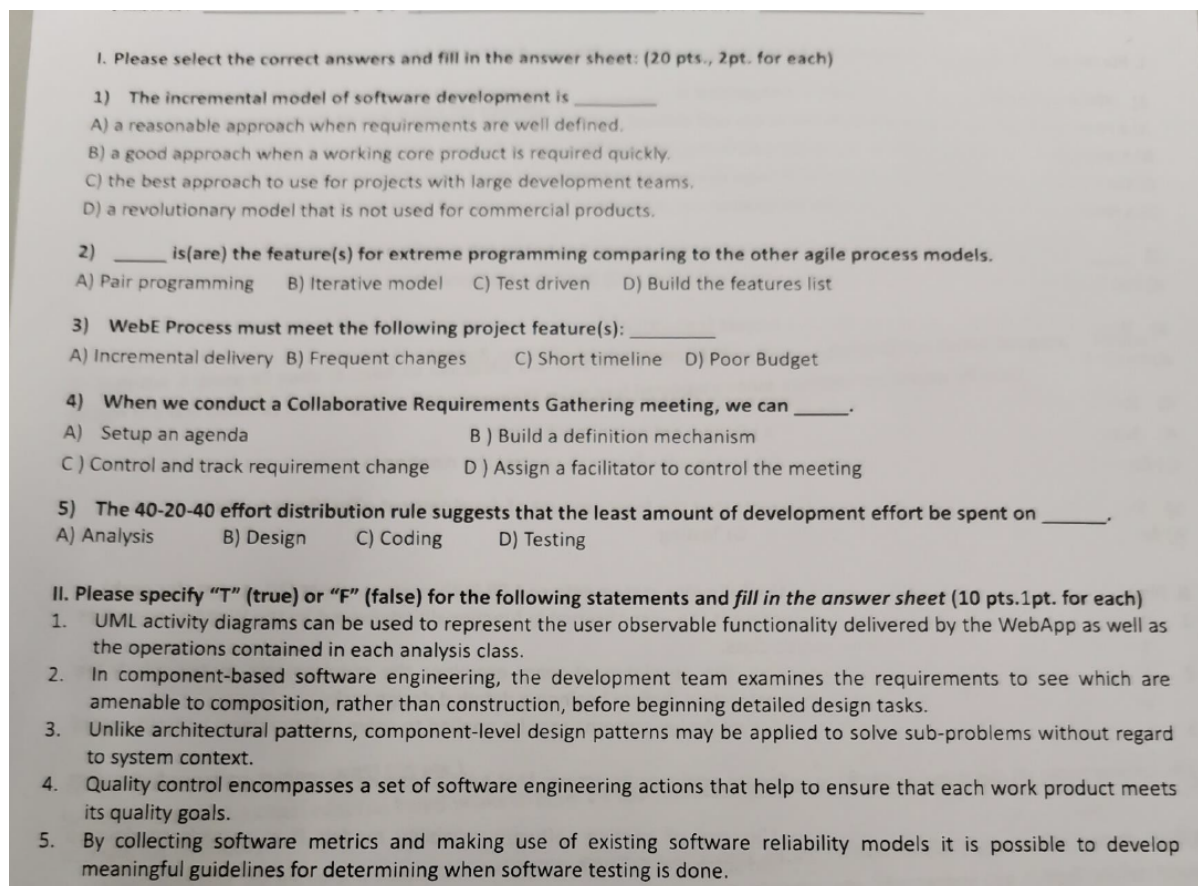 I. Please select the correct answers and fill in the answer sheet: (20 pts., 2pt. for each)
1) The incremental model of software development is ________
A) a reasonable approach when requirements are well defined.
B) a good approach when a working core product is required quickly.
C) the best approach to use for projects with large development teams.
D) a revolutionary model that is not used for commercial products.
2) _____ is(are) the feature(s) for extreme programming comparing to the other agile process models.
A) Pair programming B) Iterative model C) Test driven D) Build the features list
3) WebE Process must meet the following project feature(s): ________
A) Incremental delivery B) Frequent changes C) Short timeline D) Poor Budget
4) When we conduct a Collaborative Requirements Gathering meeting, we can _____.
A) Setup an agenda B ) Build a definition mechanism
C ) Control and track requirement change D ) Assign a facilitator to control the meeting
5) The 40-20-40 effort distribution rule suggests that the least amount of development effort be spent on ______.
A) Analysis B) Design C) Coding D) Testing
II. Please specify “T” (true) or “F” (false) for the following statements and fill in the answer sheet (10 pts.1pt. for each)
1. UML activity diagrams can be used to represent the user observable functionality delivered by the WebApp as well as
the operations contained in each analysis class.
2. In component-based software engineering, the development team examines the requirements to see which are
amenable to composition, rather than construction, before beginning detailed design tasks.
3. Unlike architectural patterns, component-level design patterns may be applied to solve sub-problems without regard
to system context.
4. Quality control encompasses a set of software engineering actions that help to ensure that each work product meets
its quality goals.
5. By collecting software metrics and making use of existing software reliability models it is possible to develop
meaningful guidelines for determining when software testing is done.